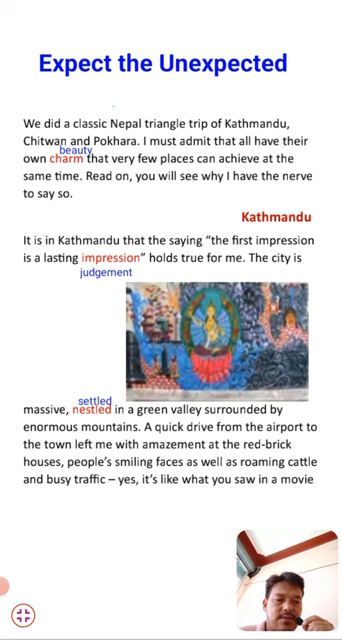 Expect the Unexpected
We did a classic Nepal triangle trip of Kathmandu,
Chitwan and Pokhara. I must admit that all have their
beauty
own charm that very few places can achieve at the
same time. Read on, you will see why I have the nerve
to say so.
Kathmandu
It is in Kathmandu that the saying “the first impression
is a lasting impression” holds true for me. The city is
judgement
settled
massive, nestled in a green valley surrounded by
enormous mountains. A quick drive from the airport to
the town left me with amazement at the red-brick
houses, people’s smiling faces as well as roaming cattle
and busy traffic – yes, it’s like what you saw in a movie